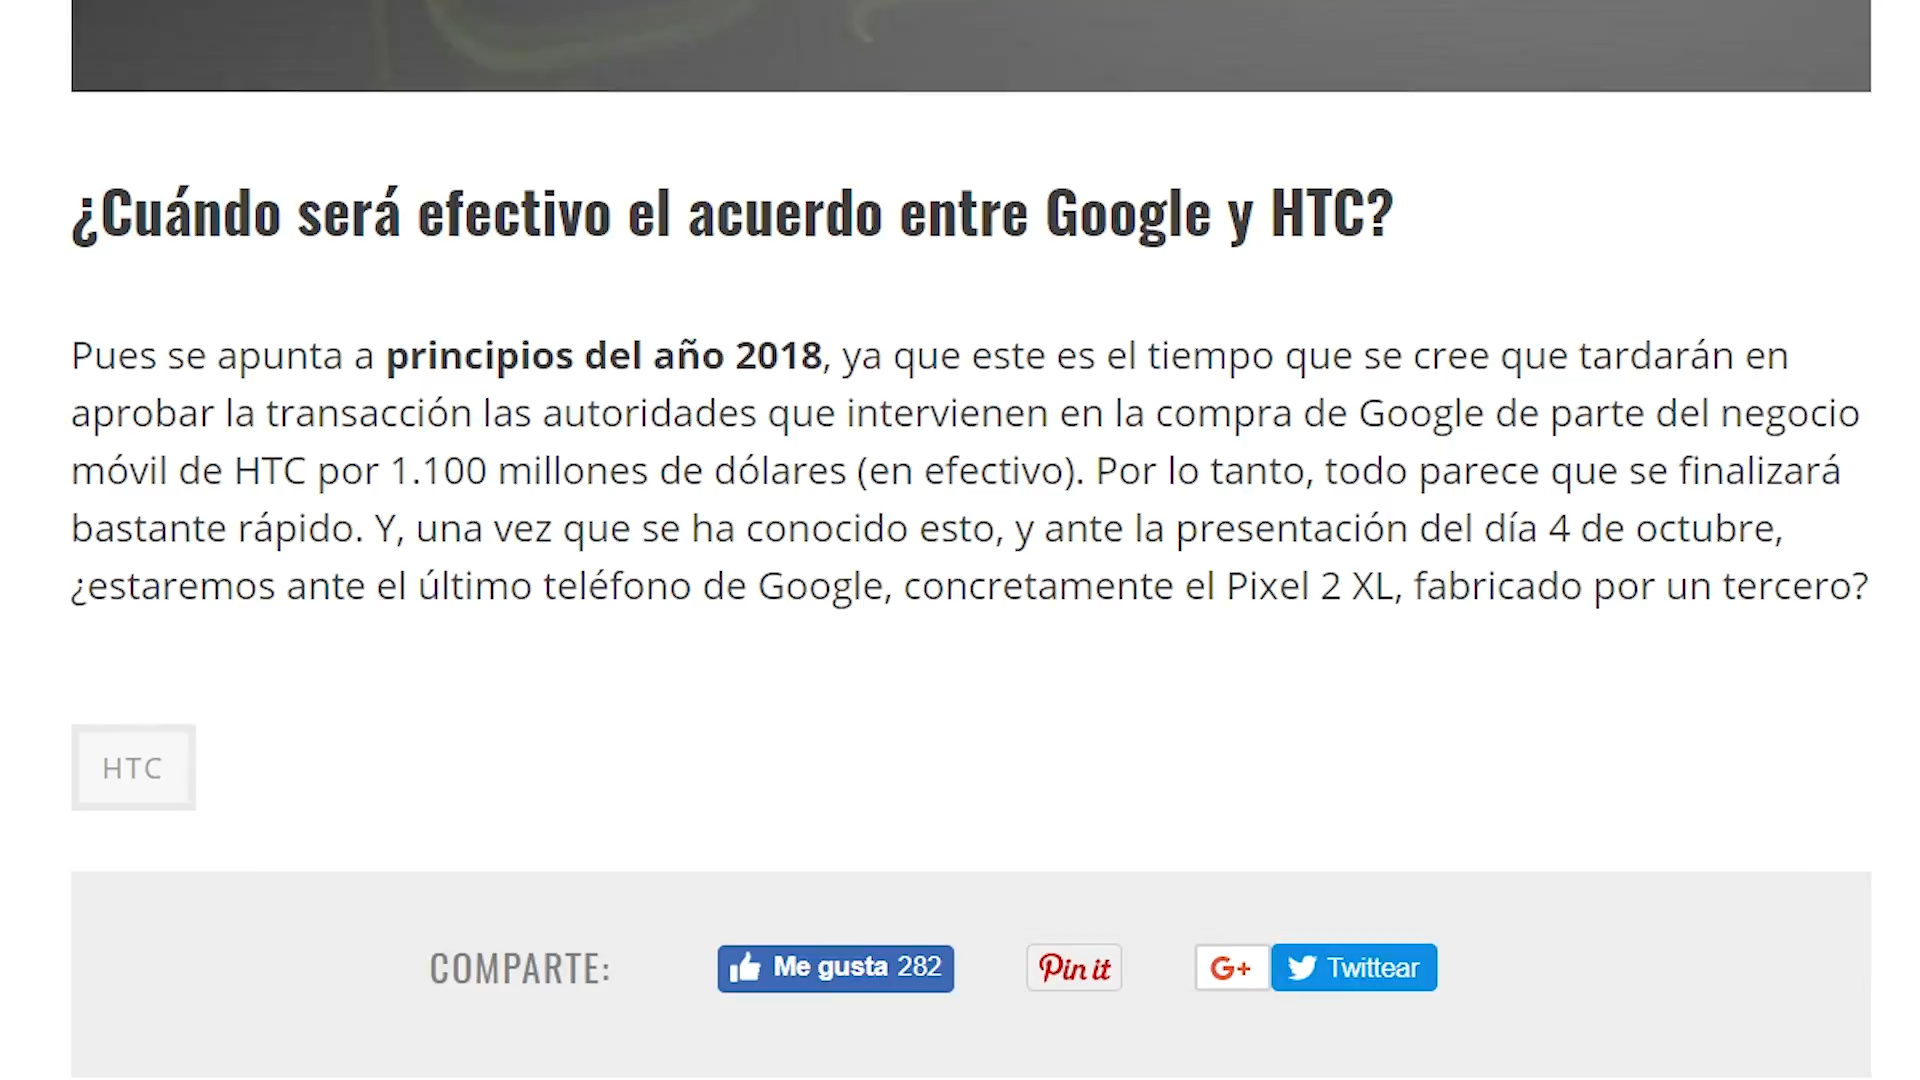 ¿Cuándo será efectivo el acuerdo entre Google y HTC?
Pues se apunta a principios del año 2018, ya que este es el tiempo que se cree que tardarán en
aprobar la transacción las autoridades que intervienen en la compra de Google de parte del negocio
móvil de HTC por 1.100 millones de dólares (en efectivo). Por lo tanto, todo parece que se finalizará
bastante rápido. Y, una vez que se ha conocido esto, y ante la presentación del día 4 de octubre,
¿estaremos ante el último teléfono de Google, concretamente el Pixel 2 XL, fabricado por un tercero?
HTC
COMPARTE: Me gusta 282 Pin it G+ Twittear